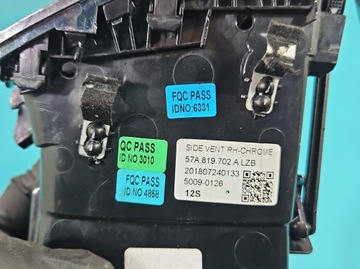 FQC PASS
IDNO.:6331
QC PASS
ID NO 3010
FQC PASS
ID NO 4858
SIDE VENT RH-CHROME
57A.819.702.A LZB
201807240133
5009-0126
12S